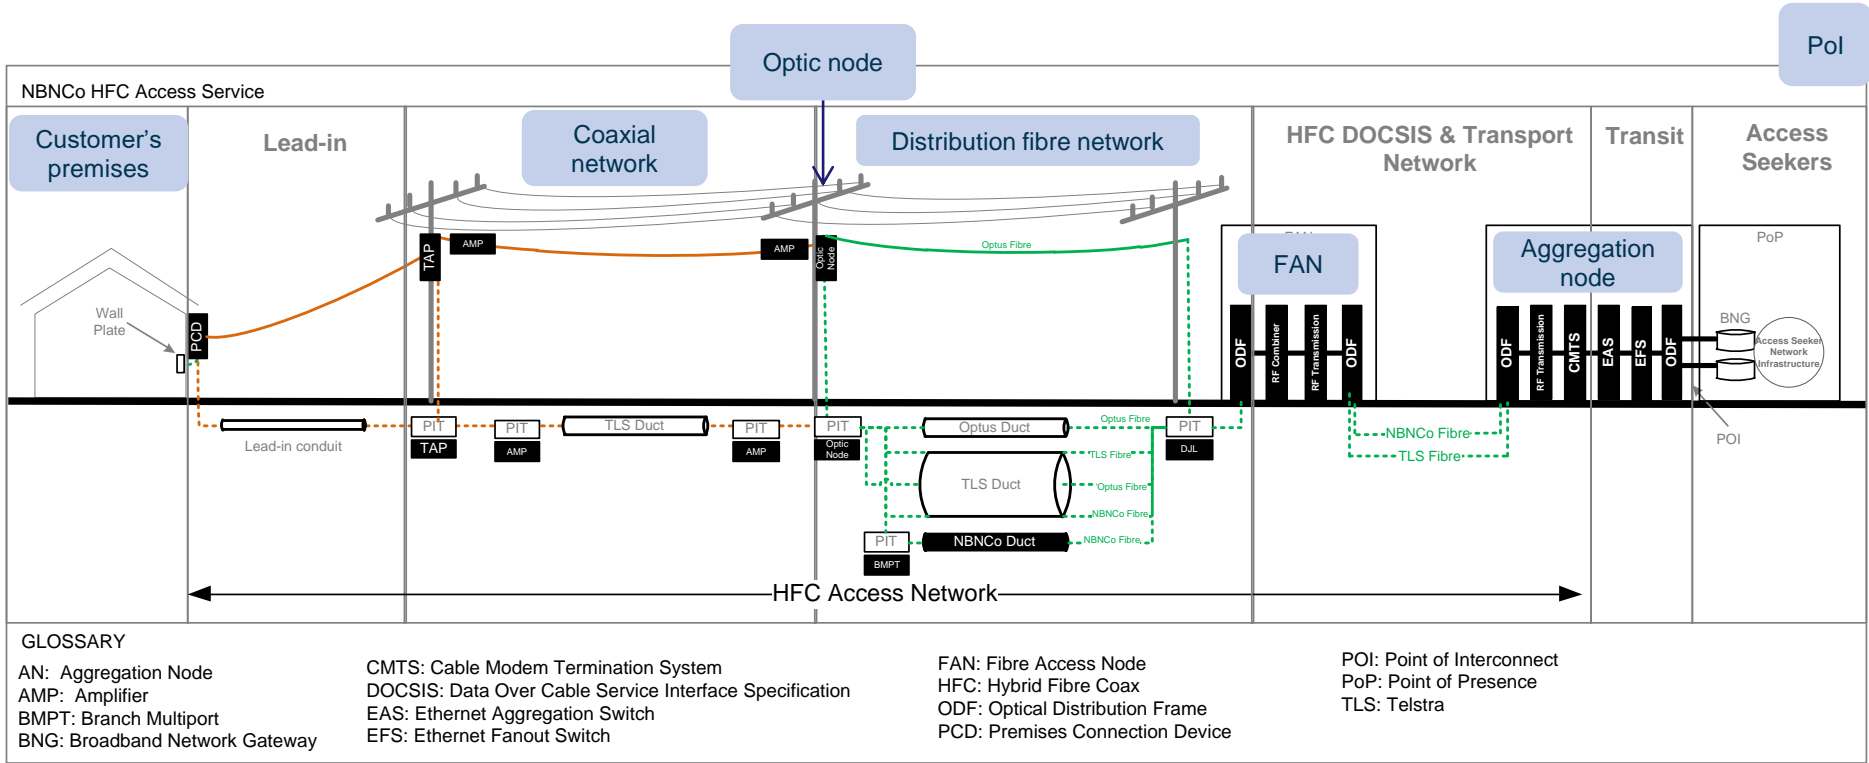 PoI
Optic node
NBNCo HFC Access Service
Customer's
premises
Lead-in
Coaxial
network
Distribution fibre network
HFC DOCSIS & Transport
Network
Transit
Access
Seekers
TAP
AMP
AMP
Optic
Node
Optus Fibre
FAN
Aggregation
node
PoP
Wall
Plate
PCD
ODF
RF Combiner
RF Transmission
ODF
ODF
RF Transmission
CMTS
EAS
EFS
ODF
BNG
Access Seeker
Network
Infrastructure
POI
Lead-in conduit
PIT
TAP
PIT
AMP
TLS Duct
PIT
AMP
PIT
Optic
Node
Optus Duct
Optus Fibre
TLS Fibre
TLS Duct
Optus Fibre
NBNCo Fibre
PIT
BMPT
NBNCo Duct
NBNCo Fibre
PIT
DJL
NBNCo Fibre
TLS Fibre
HFC Access Network
GLOSSARY
AN: Aggregation Node
AMP: Amplifier
BMPT: Branch Multiport
BNG: Broadband Network Gateway
CMTS: Cable Modem Termination System
DOCSIS: Data Over Cable Service Interface Specification
EAS: Ethernet Aggregation Switch
EFS: Ethernet Fanout Switch
FAN: Fibre Access Node
HFC: Hybrid Fibre Coax
ODF: Optical Distribution Frame
PCD: Premises Connection Device
POI: Point of Interconnect
PoP: Point of Presence
TLS: Telstra